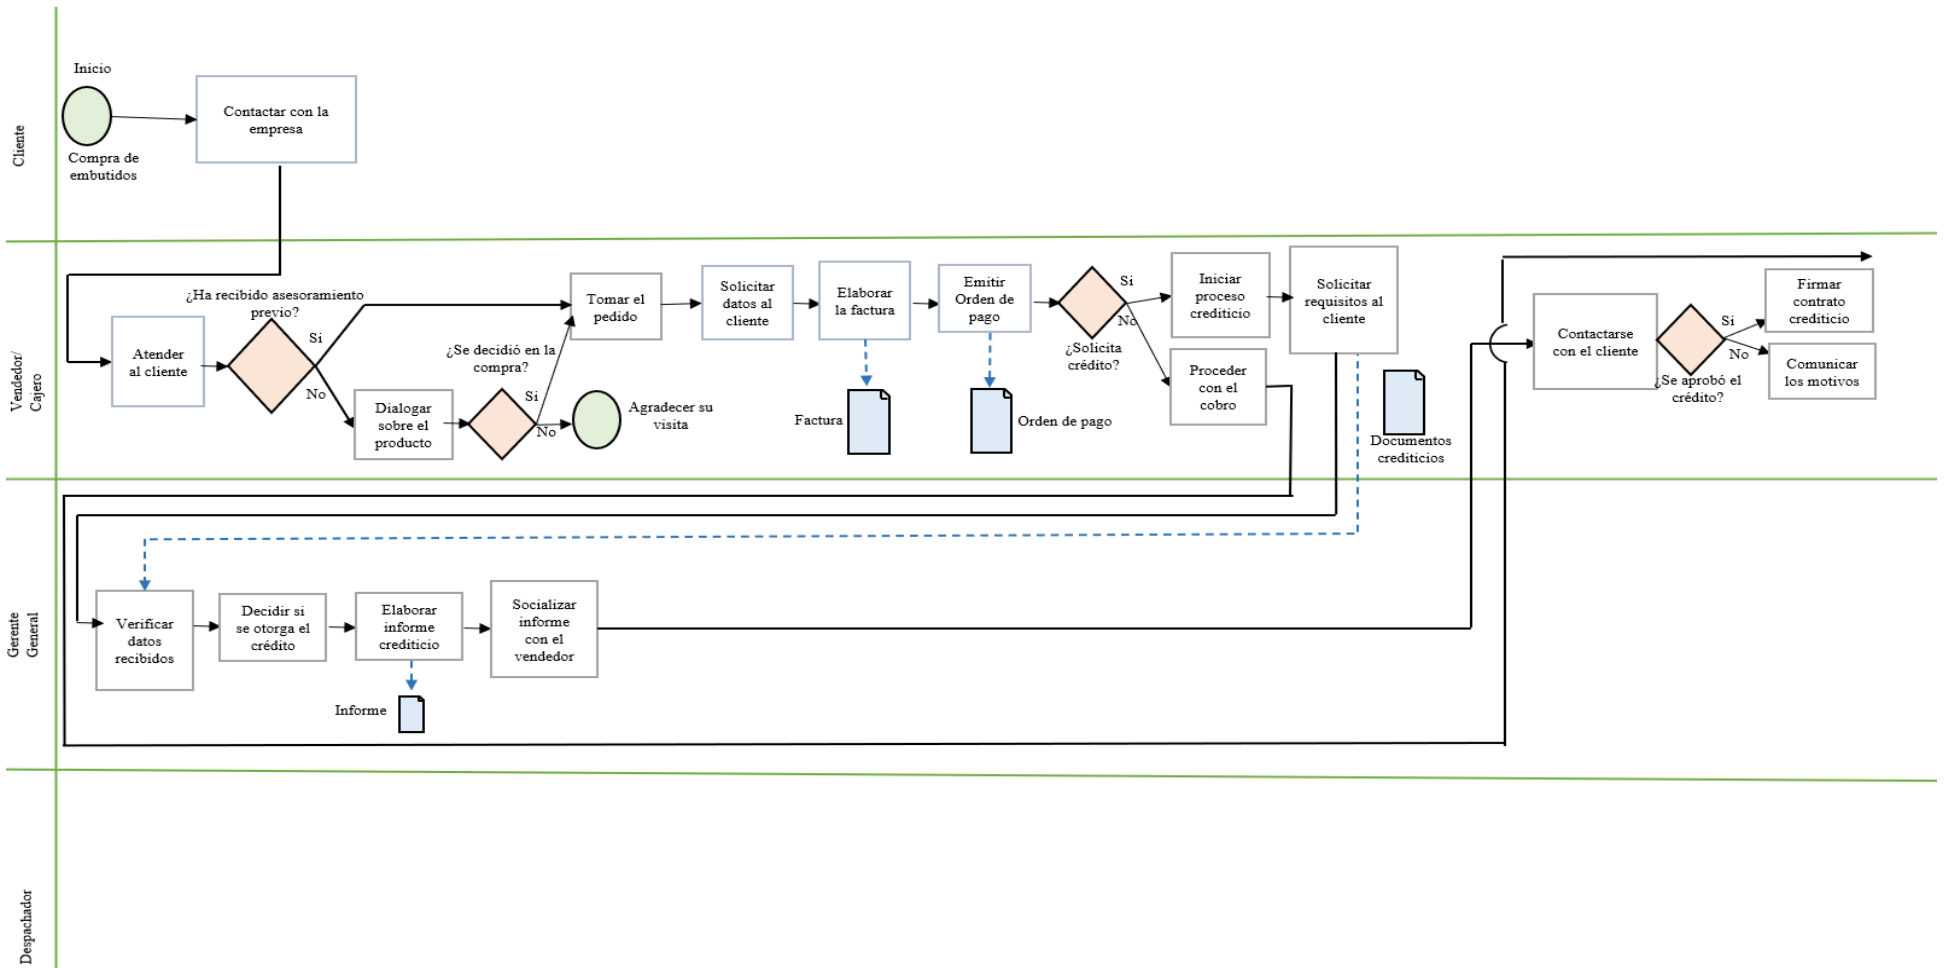 Cliente
Inicio
Compra de
embutidos
Contactar con la
empresa
Vendedor/
Cajero
Atender
al cliente
¿Ha recibido asesoramiento
previo?
Si
No
Dialogar
sobre el
producto
¿Se decidió en la
compra?
Si
No
Agradecer su
visita
Tomar el
pedido
Solicitar
datos al
cliente
Elaborar
la factura
Factura
Emitir
Orden de
pago
Orden de pago
¿Solicita
crédito?
Si
No
Iniciar
proceso
crediticio
Proceder
con el
cobro
Solicitar
requisitos al
cliente
Documentos
crediticios
Contactarse
con el cliente
¿Se aprobó el
crédito?
Si
No
Firmar
contrato
crediticio
Comunicar
los motivos
Gerente
General
Verificar
datos
recibidos
Decidir si
se otorga el
crédito
Elaborar
informe
crediticio
Informe
Socializar
informe
con el
vendedor
Despachador